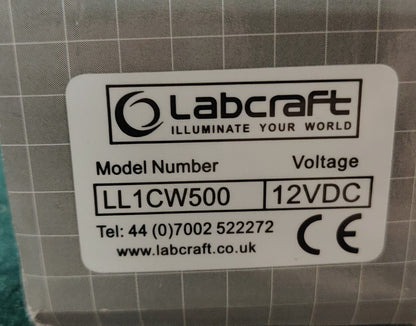 Labcraft
ILLUMINATE YOUR WORLD
Model Number Voltage
LL1CW500 12VDC
Tel: 44 (0)7002 522272
www.labcraft.co.uk CE